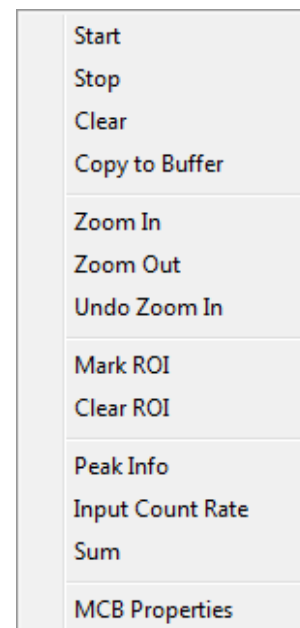 Start
Stop
Clear
Copy to Buffer
Zoom In
Zoom Out
Undo Zoom In
Mark ROI
Clear ROI
Peak Info
Input Count Rate
Sum
MCB Properties